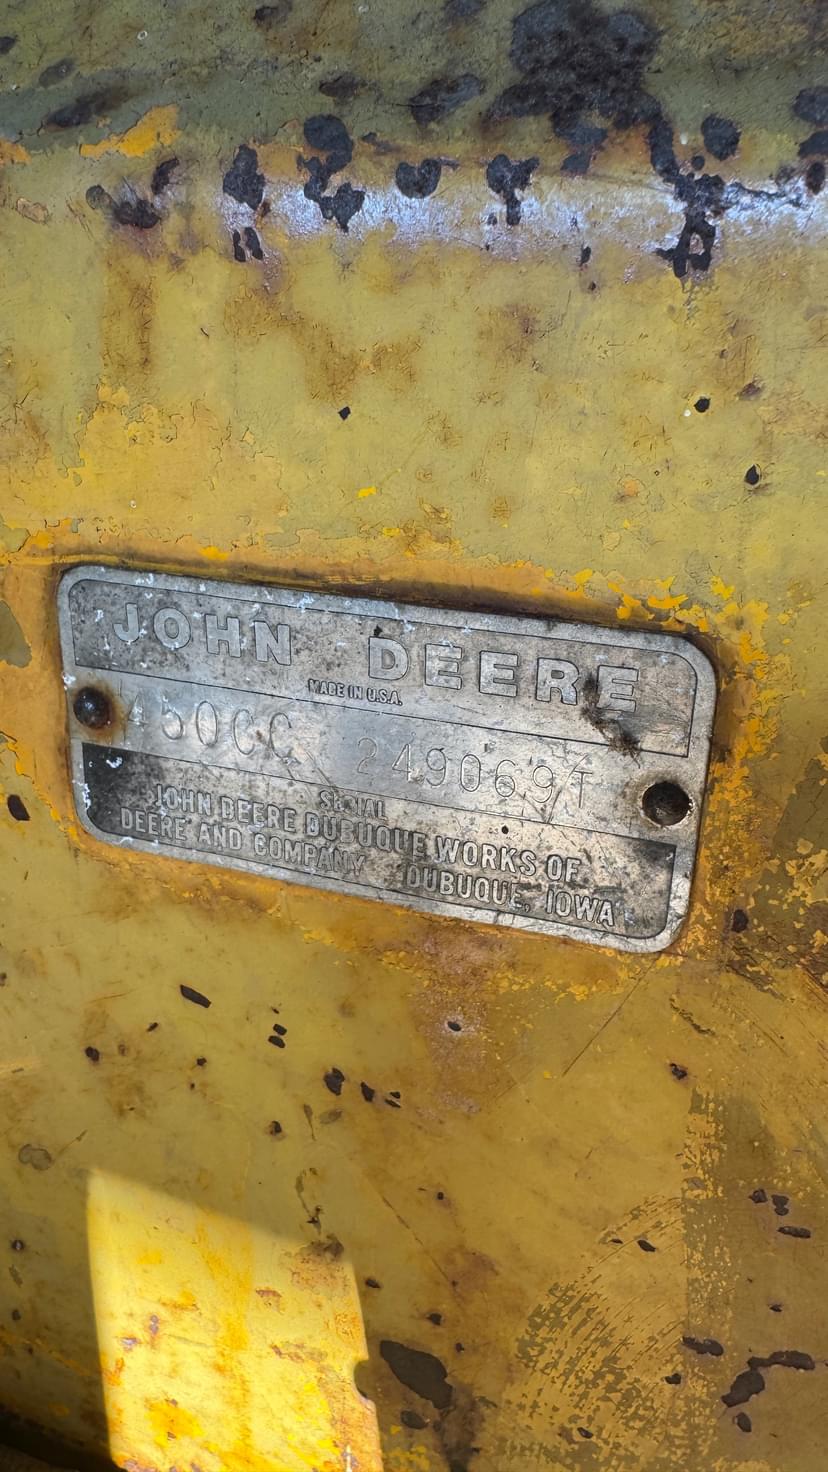 JOHN DEERE
MADE IN U.S.A.
450CC 249069T
SERIAL
JOHN DEERE DUBUQUE WORKS OF
DEERE AND COMPANY DUBUQUE, IOWA